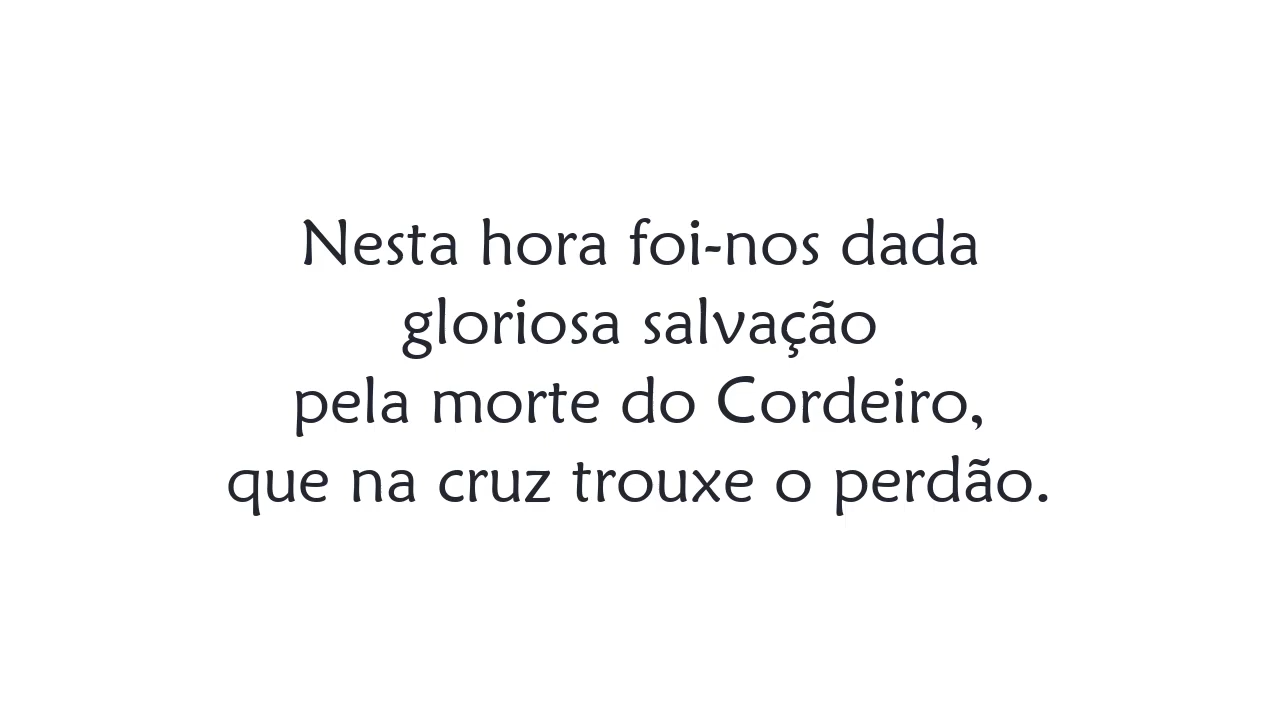 Nesta hora foi-nos dada
gloriosa salvação
pela morte do Cordeiro,
que na cruz trouxe o perdão.